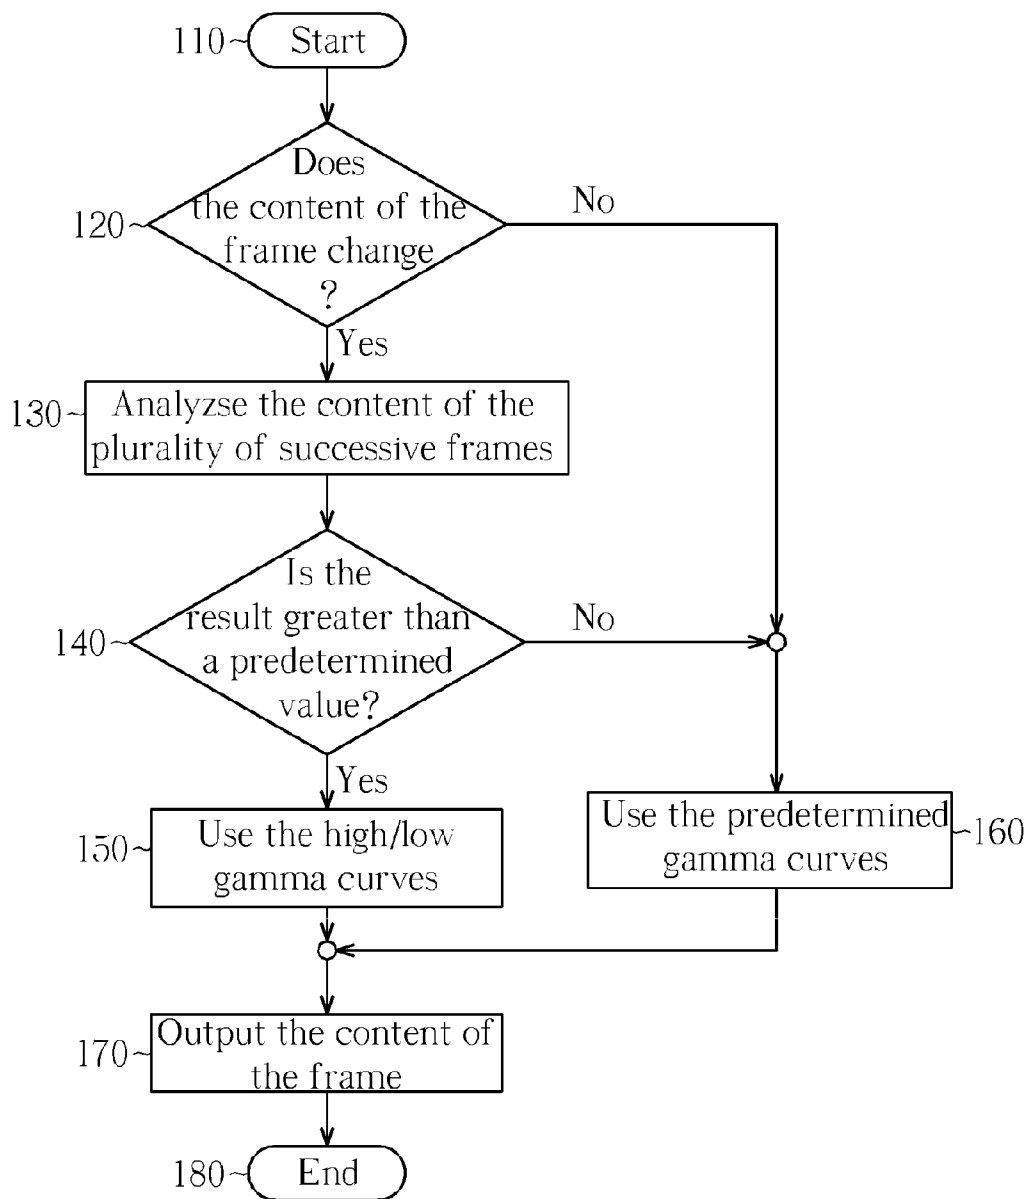 110
Start
Does
the content of the
frame change
?
120
No
Yes
130
Analyzse the content of the
plurality of successive frames
Is the
result greater than
a predetermined
value?
140
No
Yes
150
Use the high/low
gamma curves
Use the predetermined
gamma curves
160
170
Output the content of
the frame
180
End